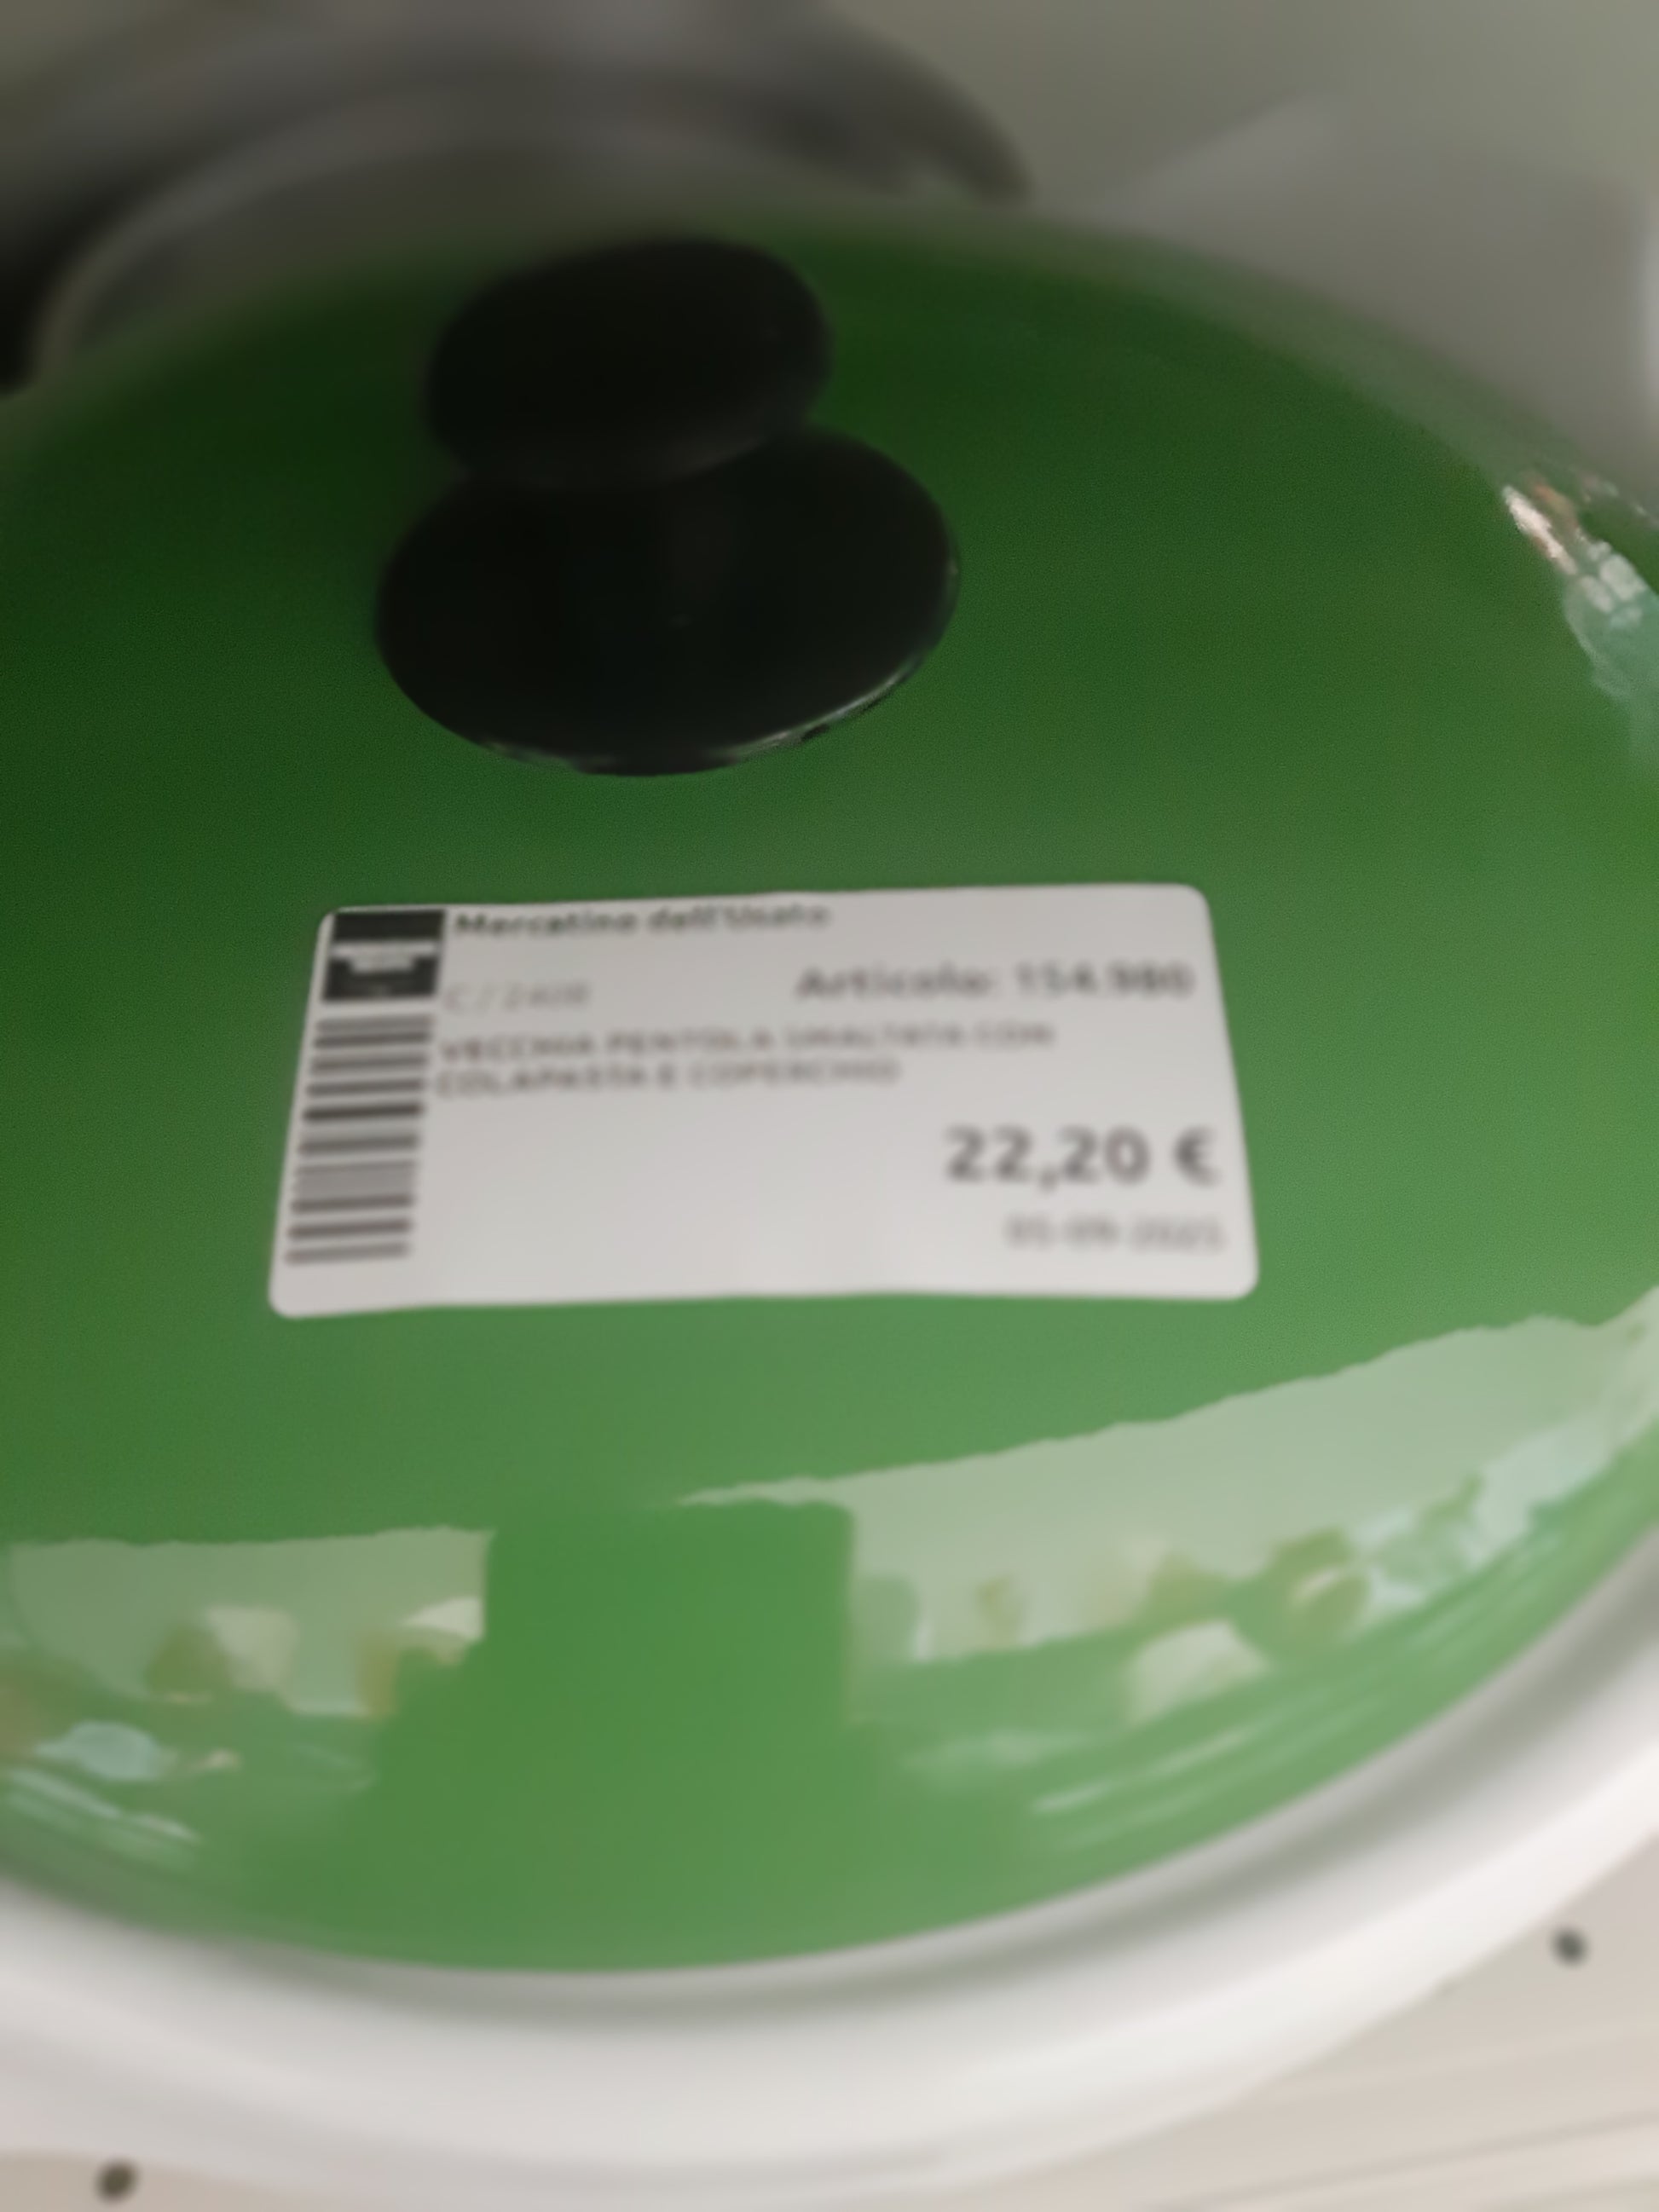 Mercatino dell'Usato
Articolo: 154.980
VECCHIA PENTOLA SMALTATA CON
COLAPASTA E COPERCHIO
22,20 €